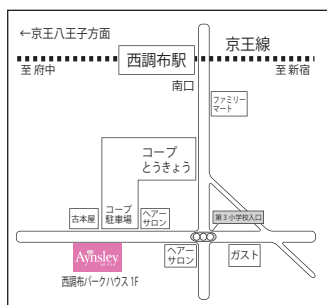 ←京王八王子方面
京王線
西調布駅
至 府中
至 新宿
南口
ファミリー
マート
コープ
とうきょう
古本屋
コープ
駐車場
ヘアー
サロン
第3小学校入口
Aynsley
ヘアー
サロン
ガスト
西調布パークハウス 1F